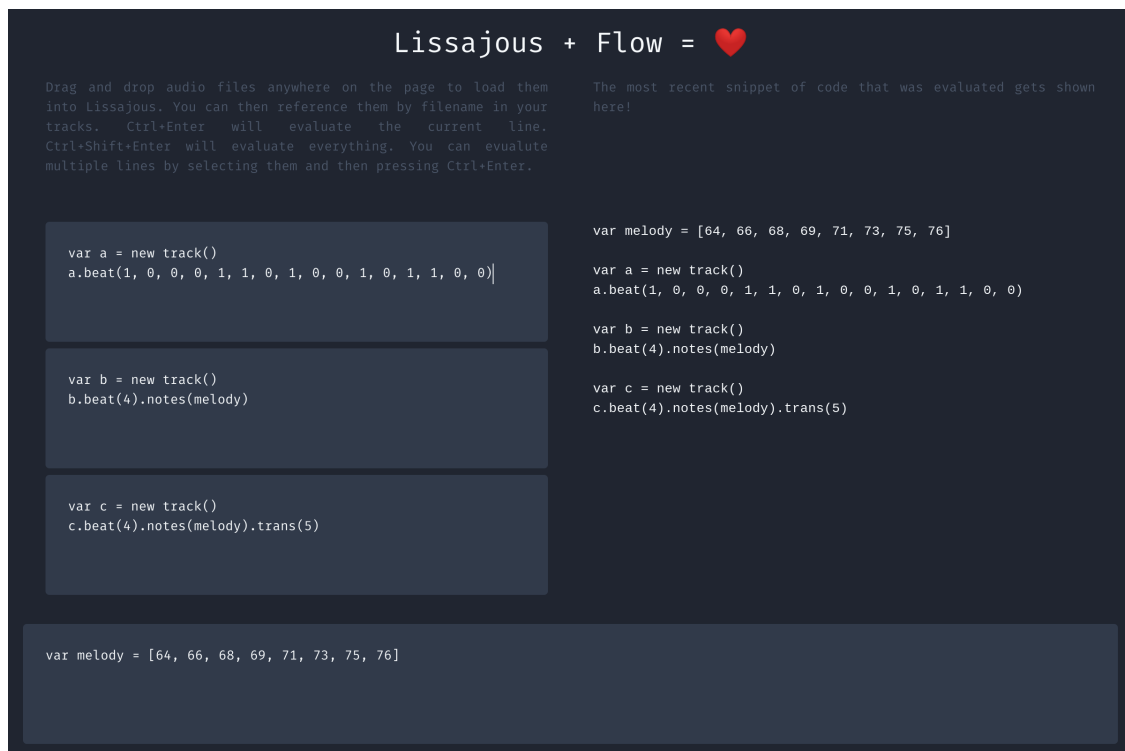 Lissajous + Flow = ❤️
Drag and drop audio files anywhere on the page to load them
into Lissajous. You can then reference them by filename in your
tracks. Ctrl+Enter will evaluate the current line.
Ctrl+Shift+Enter will evaluate everything. You can evualute
multiple lines by selecting them and then pressing Ctrl+Enter.
The most recent snippet of code that was evaluated gets shown
here!
var a = new track()
a.beat(1, 0, 0, 0, 1, 1, 0, 1, 0, 0, 1, 0, 1, 1, 0, 0)
var b = new track()
b.beat(4).notes(melody)
var c = new track()
c.beat(4).notes(melody).trans(5)
var melody = [64, 66, 68, 69, 71, 73, 75, 76]
var a = new track()
a.beat(1, 0, 0, 0, 1, 1, 0, 1, 0, 0, 1, 0, 1, 1, 0, 0)
var b = new track()
b.beat(4).notes(melody)
var c = new track()
c.beat(4).notes(melody).trans(5)
var melody = [64, 66, 68, 69, 71, 73, 75, 76]